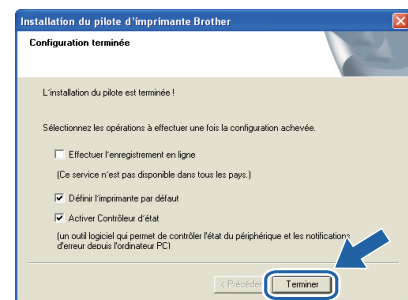 Installation du pilote d'imprimante Brother
Configuration terminée
L'installation du pilote est terminée !
Sélectionnez les opérations à effectuer une fois la configuration achevée.
Effectuer l'enregistrement en ligne
(Ce service n'est pas disponible dans tous les pays.)
Définir l'imprimante par défaut
Activer Contrôleur d'état
(un outil logiciel qui permet de contrôler l'état du périphérique et les notifications
d'erreur depuis l'ordinateur PC)
< Précéder Terminer